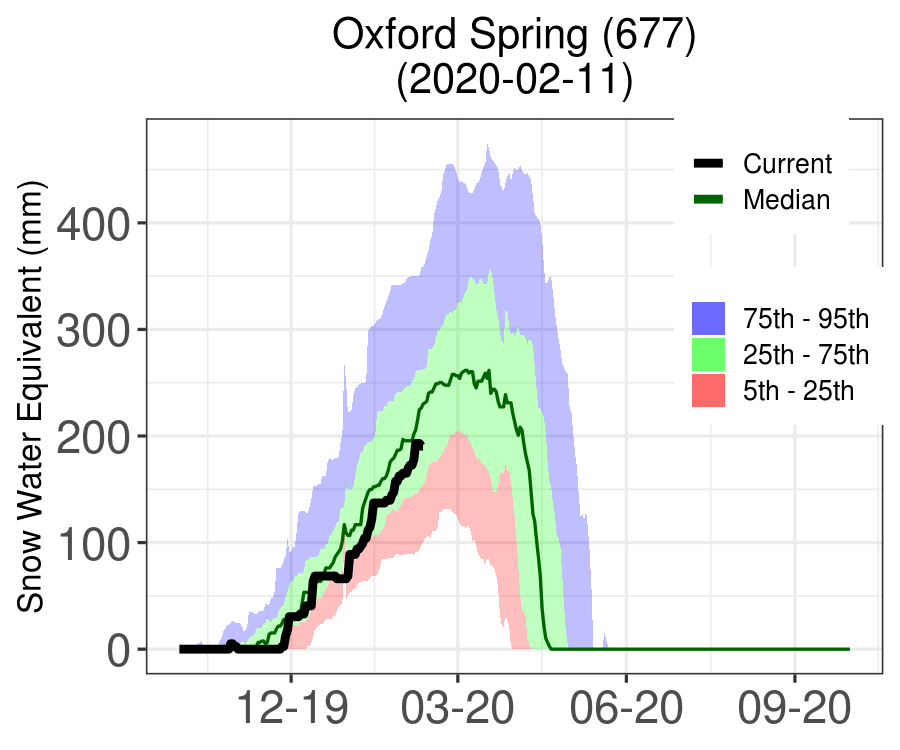 Oxford Spring (677)
(2020-02-11)
Snow Water Equivalent (mm)
400
300
200
100
0
12-19
03-20
06-20
09-20
Current
Median
75th - 95th
25th - 75th
5th - 25th